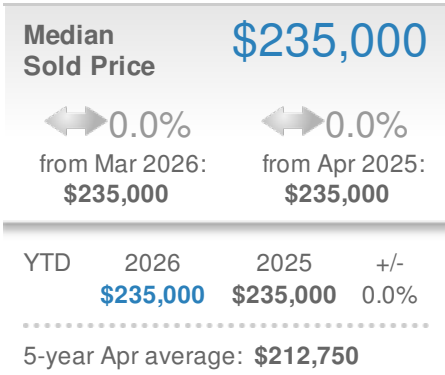 Median $235,000
Sold Price
0.0% 0.0%
from Mar 2026: from Apr 2025:
$235,000 $235,000
YTD 2026 2025 +/-
$235,000 $235,000 0.0%
5-year Apr average: $212,750